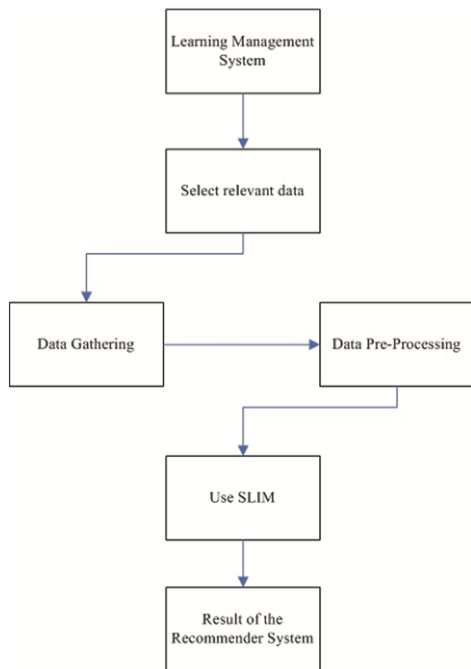 Learning Management
System
Select relevant data
Data Gathering
Data Pre-Processing
Use SLIM
Result of the
Recommender System